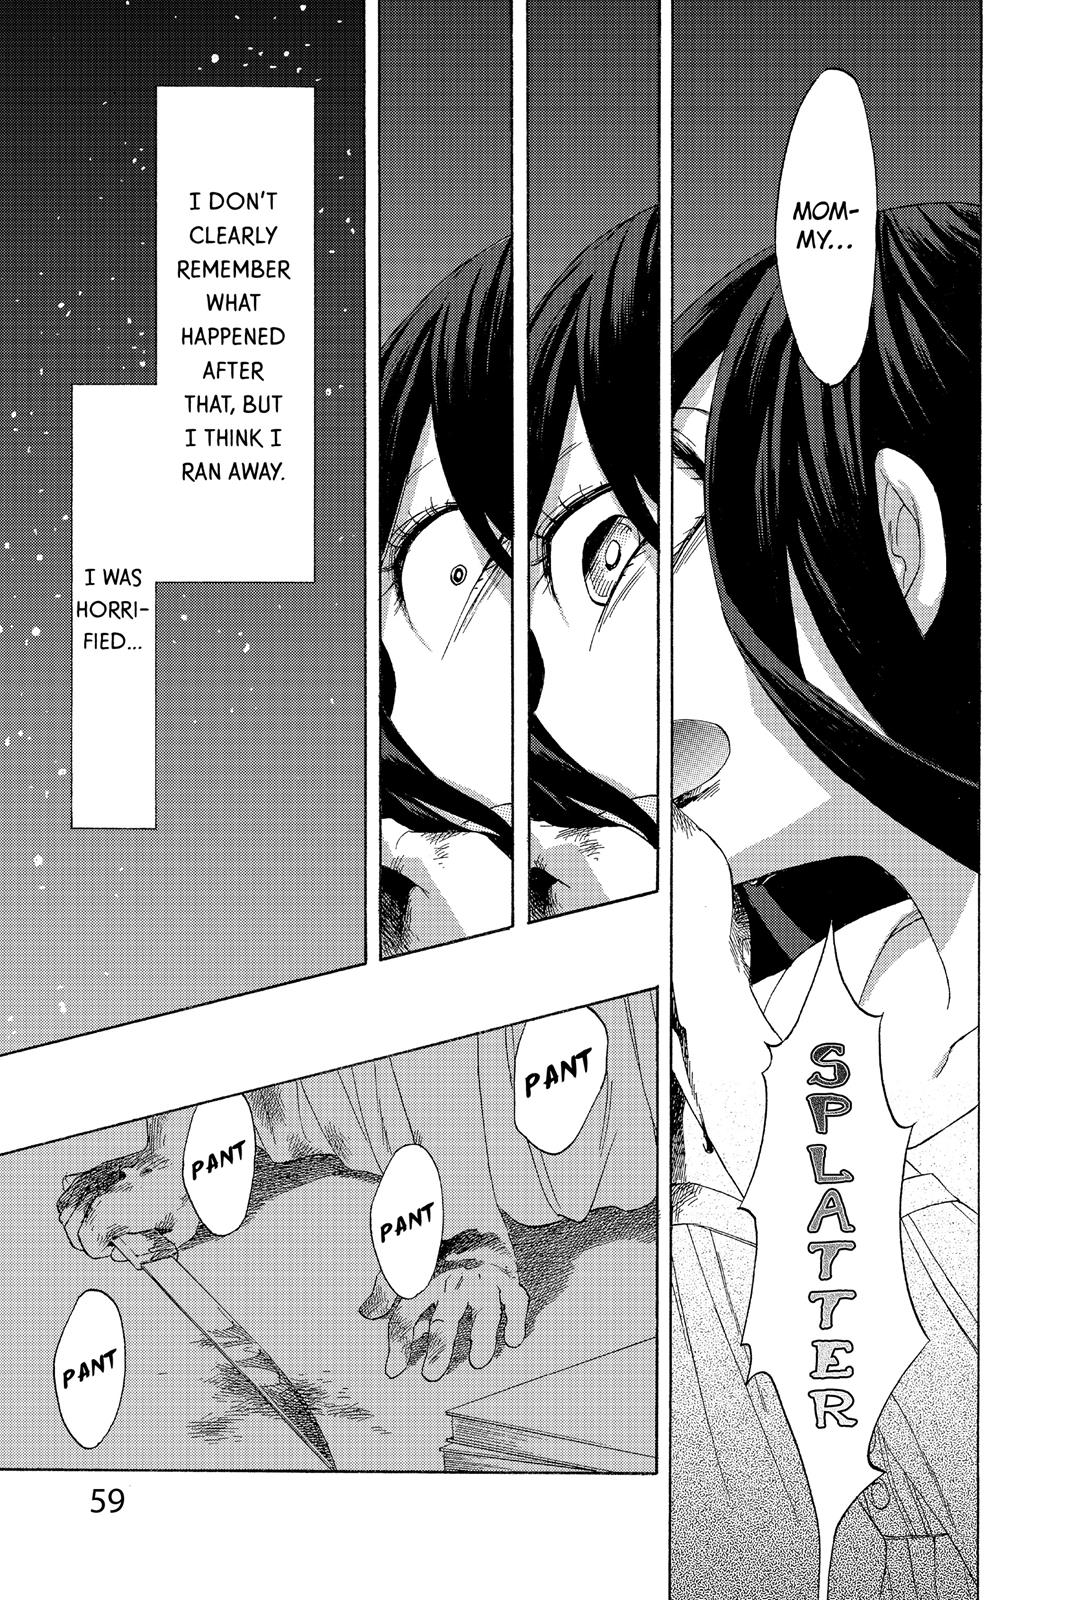 MOM-
MY...
SPLATTER
I DON'T
CLEARLY
REMEMBER
WHAT
HAPPENED
AFTER
THAT, BUT
I THINK I
RAN AWAY.
I WAS
HORRI-
FIED...
PANT
PANT
PANT
PANT
59